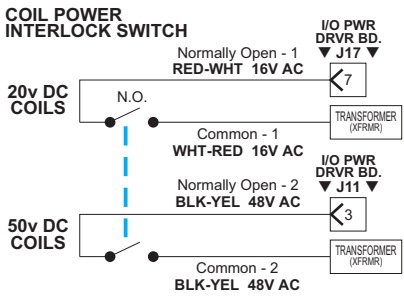 COIL POWER
INTERLOCK SWITCH
I/O PWR
DRVR BD.
▼ J17 ▼
Normally Open - 1
RED-WHT 16V AC
7
20v DC
COILS
N.O.
TRANSFORMER
(XFRMR)
Common - 1
WHT-RED 16V AC
I/O PWR
DRVR BD.
▼ J11 ▼
Normally Open - 2
BLK-YEL 48V AC
3
50v DC
COILS
TRANSFORMER
(XFRMR)
Common - 2
BLK-YEL 48V AC